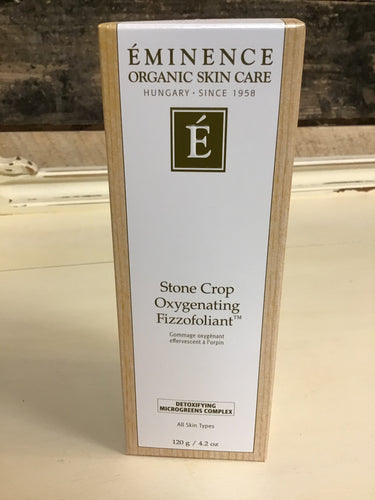 ÉMINENCE
ORGANIC SKIN CARE
HUNGARY · SINCE 1958
É
Stone Crop
Oxygenating
Fizzofoliant™
Gommage oxygénant
effervescent à l'orpin
DETOXIFYING
MICROGREENS COMPLEX
All Skin Types
120 g / 4.2 oz